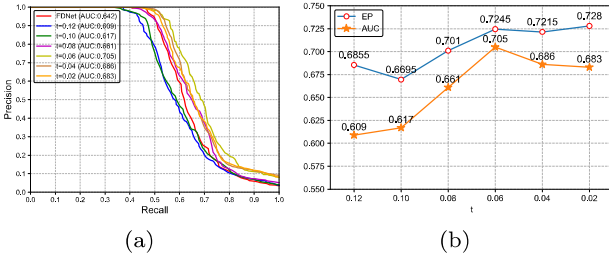 1.0
0.9
0.8
0.7
0.6
0.5
0.4
0.3
0.2
0.1
0.0
Precision
FDNet (AUC:0.642)
t=0.12 (AUC:0.609)
t=0.10 (AUC:0.617)
t=0.08 (AUC:0.661)
t=0.06 (AUC:0.705)
t=0.04 (AUC:0.686)
t=0.02 (AUC:0.683)
0.0 0.1 0.2 0.3 0.4 0.5 0.6 0.7 0.8 0.9 1.0
Recall
(a)
0.750
0.725
0.700
0.675
0.650
0.625
0.600
0.575
0.550
EP
AUC
0.6855 0.6695 0.701 0.7245 0.7215 0.728
0.609 0.617 0.661 0.705 0.686 0.683
0.12 0.10 0.08 0.06 0.04 0.02
t
(b)